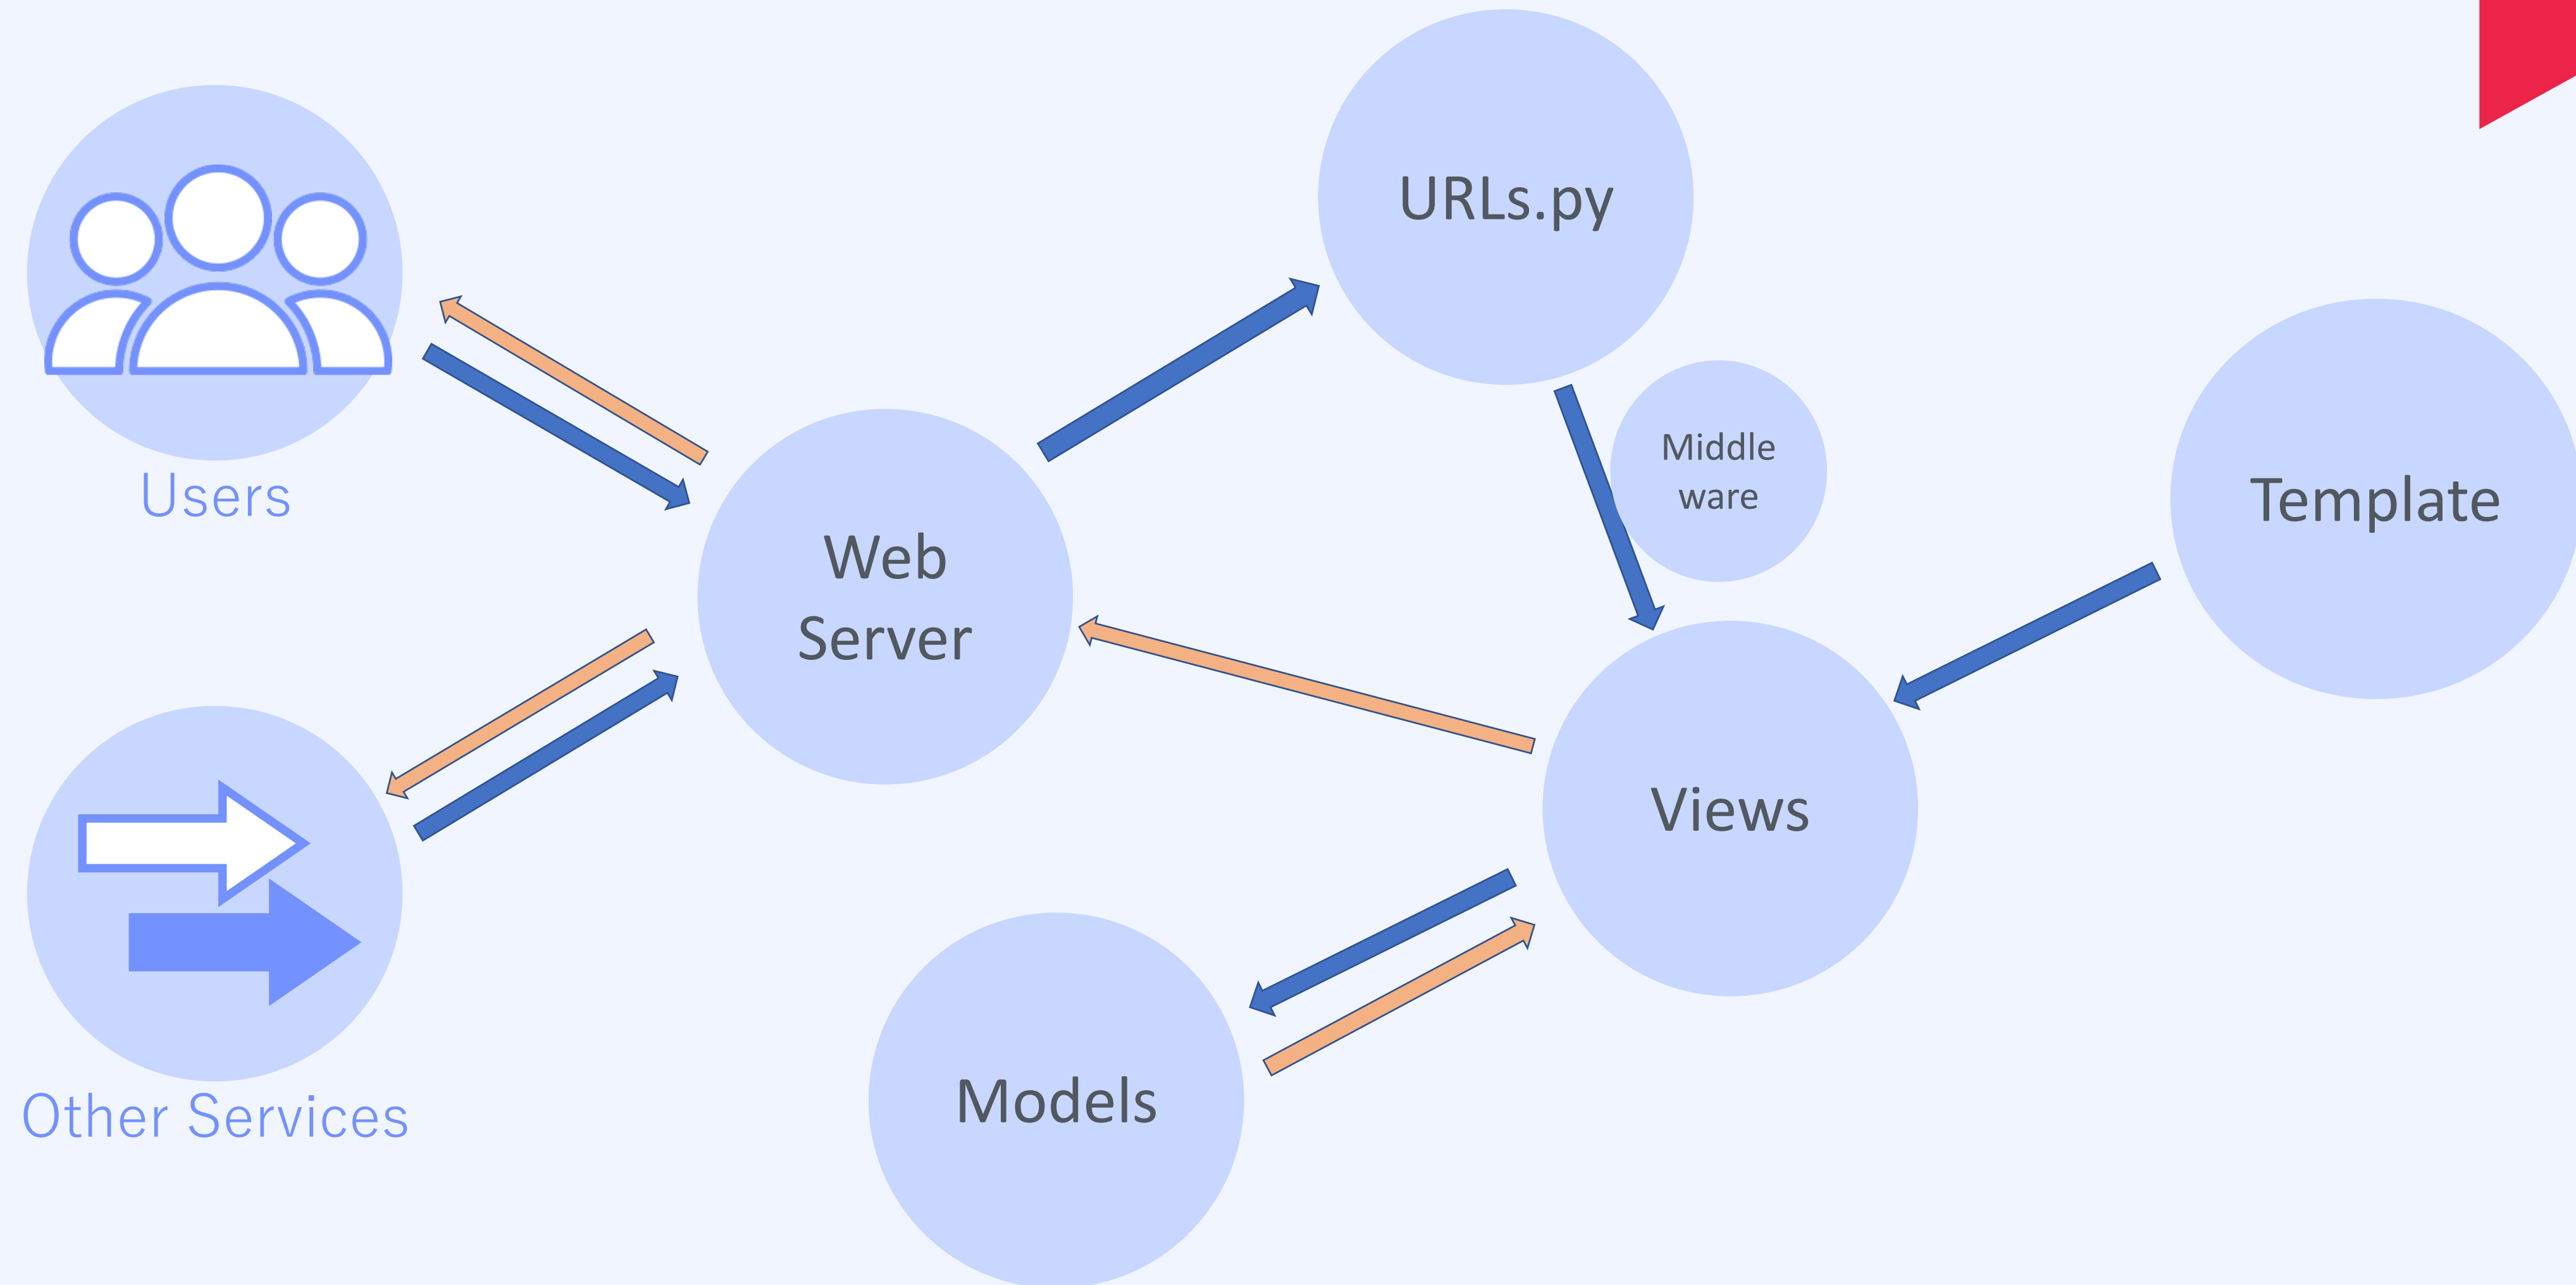 URLs.py
Users
Middle
ware
Template
Web
Server
Views
Models
Other Services